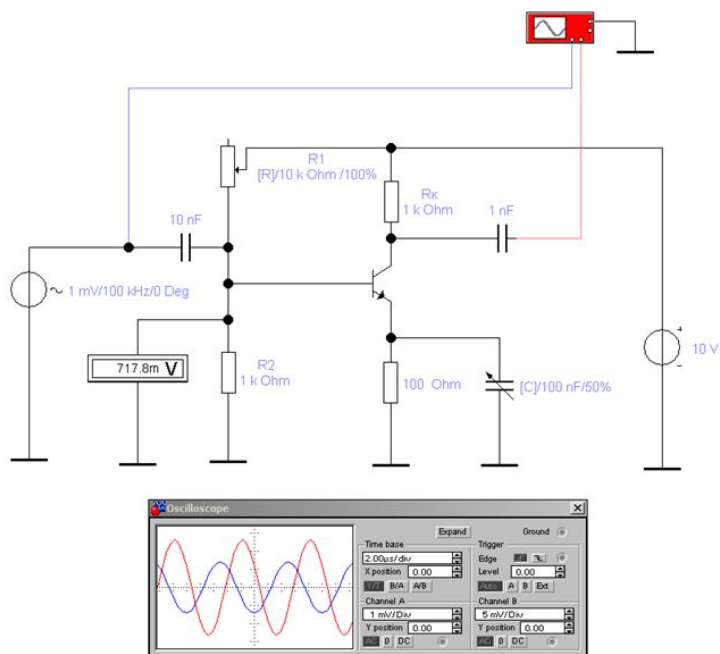 R1
[R]/10 k Ohm /100%
Rк
1 k Ohm
1 nF
10 nF
1 mV/100 kHz/0 Deg
717.8m V
R2
1 k Ohm
100 Ohm
[C]/100 nF/50%
+
10 V
-
Oscilloscope
Expand
Ground
Time base
2.00µs/div
X position 0.00
Y/T B/A A/B
Trigger
Edge
Level 0.00
Auto A B Ext
Channel A
1 mV/Div
Y position 0.00
AC 0 DC
Channel B
5 mV/Div
Y position 0.00
AC 0 DC